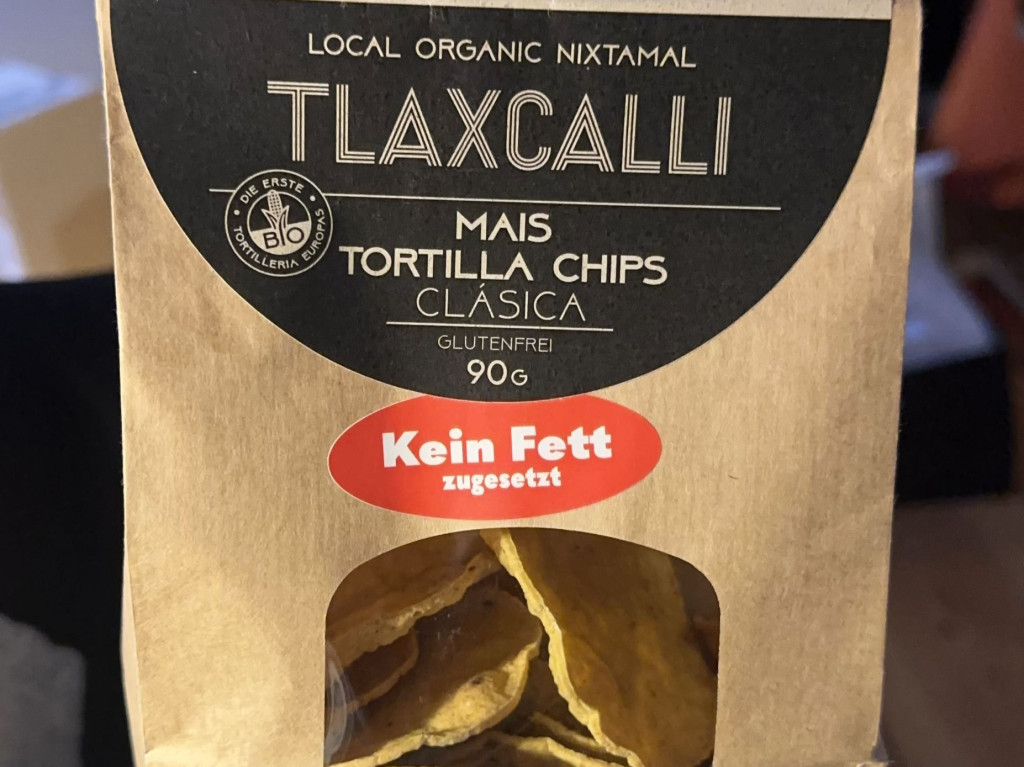 LOCAL ORGANIC NIXTAMAL
TLAXCALLI
DIE ERSTE
BIO
TORTILLERIA EUROPAS
MAIS
TORTILLA CHIPS
CLÁSICA
GLUTENFREI
90G
Kein Fett
zugesetzt